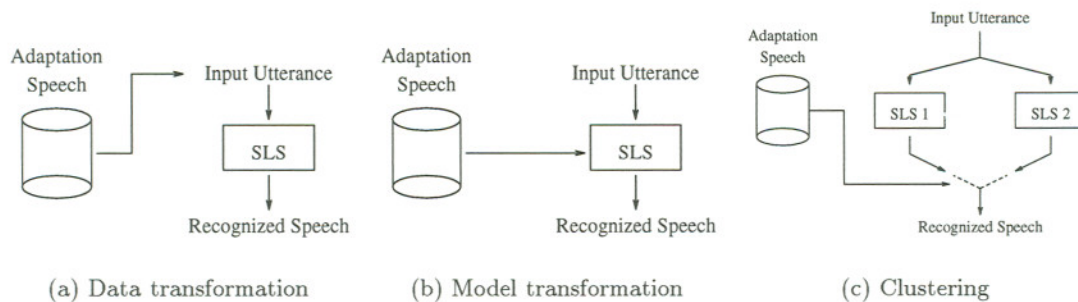 Adaptation
Speech
Input Utterance
SLS
Recognized Speech
(a) Data transformation
Adaptation
Speech
Input Utterance
SLS
Recognized Speech
(b) Model transformation
Input Utterance
Adaptation
Speech
SLS 1
SLS 2
Recognized Speech
(c) Clustering